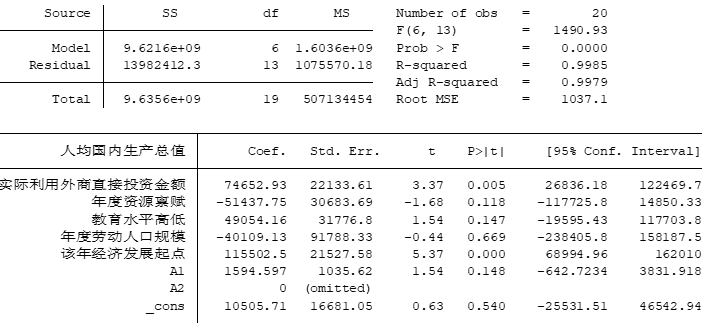 Source SS df MS Number of obs = 20
F(6, 13) = 1490.93
Model 9.6216e+09 6 1.6036e+09 Prob > F = 0.0000
Residual 13982412.3 13 1075570.18 R-squared = 0.9985
Adj R-squared = 0.9979
Total 9.6356e+09 19 507134454 Root MSE = 1037.1
人均国内生产总值 Coef. Std. Err. t P>|t| [95% Conf. Interval]
实际利用外商直接投资金额 74652.93 22133.61 3.37 0.005 26836.18 122469.7
年度资源禀赋 -51437.75 30683.69 -1.68 0.118 -117725.8 14850.33
教育水平高低 49054.16 31776.8 1.54 0.147 -19595.43 117703.8
年度劳动人口规模 -40109.13 91788.33 -0.44 0.669 -238405.8 158187.5
该年经济发展起点 115502.5 21527.58 5.37 0.000 68994.96 162010
A1 1594.597 1035.62 1.54 0.148 -642.7234 3831.918
A2 0 (omitted)
_cons 10505.71 16681.05 0.63 0.540 -25531.51 46542.94